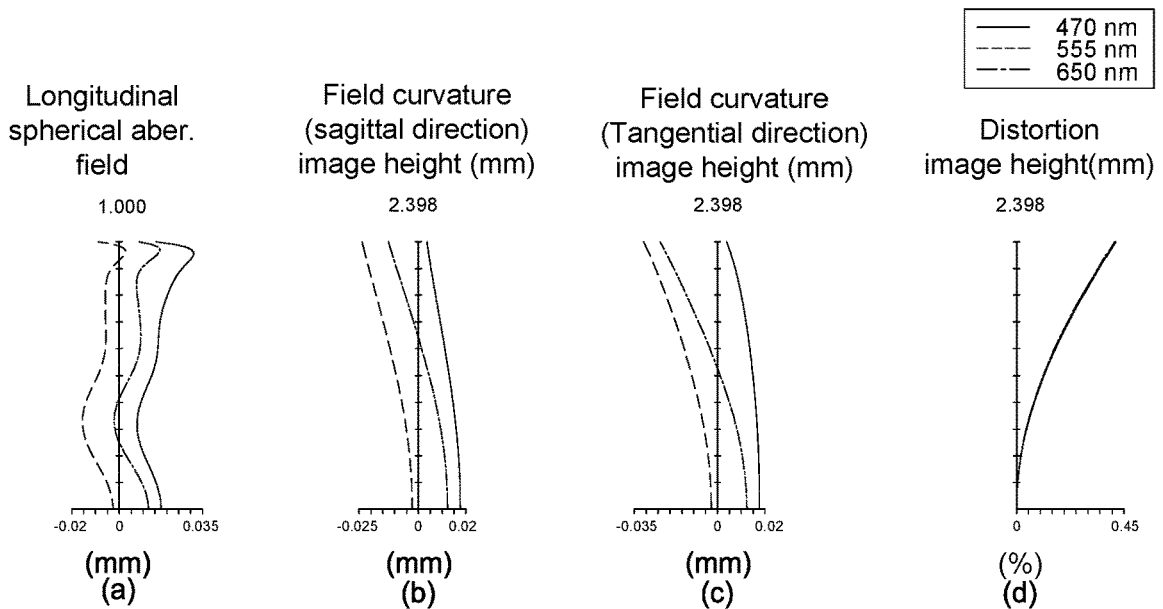 470 nm
555 nm
650 nm
Longitudinal
spherical aber.
field
1.000
-0.02 0 0.035
(mm)
(a)
Field curvature
(sagittal direction)
image height (mm)
2.398
-0.025 0 0.02
(mm)
(b)
Field curvature
(Tangential direction)
image height (mm)
2.398
-0.035 0 0.02
(mm)
(c)
Distortion
image height(mm)
2.398
0 0.45
(%)
(d)